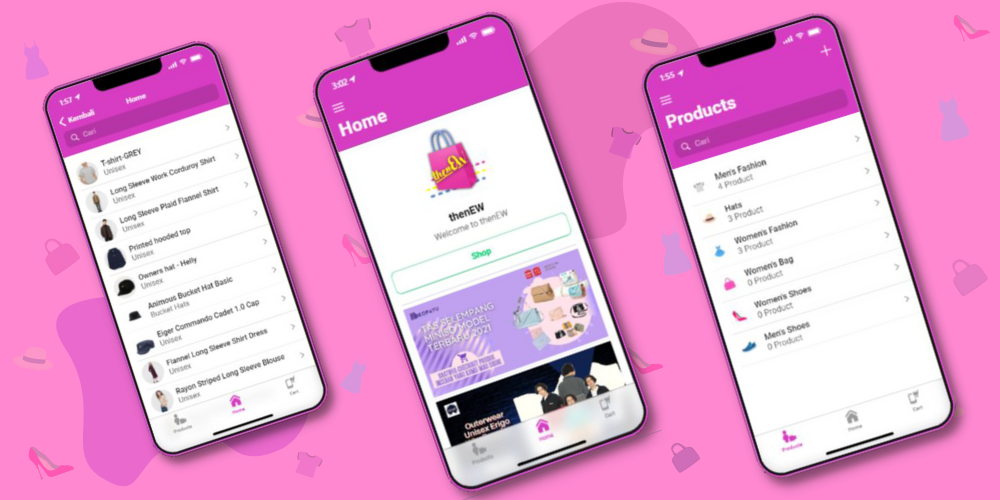 1:57
Kembali
Home
Cari
T-shirt-GREY
Unisex
Long Sleeve Work Corduroy Shirt
Unisex
Long Sleeve Plaid Flannel Shirt
Unisex
Printed hooded top
Unisex
Owners hat - Helly
Unisex
Animous Bucket Hat Basic
Bucket Hats
Eiger Commando Cadet 1.0 Cap
Unisex
Flannel Long Sleeve Shirt Dress
Unisex
Rayon Striped Long Sleeve Blouse
Unisex
Products
Home
Cart
3:02
Home
thenEW
thenEW
Welcome to thenEW
Shop
TAS SELEMPANG
MINISO MODEL
TERBARU 2021
Outerwear
Unisex Erigo
Products
Home
Cart
1:55
Products
Cari
Men's Fashion
4 Product
Hats
3 Product
Women's Fashion
3 Product
Women's Bag
0 Product
Women's Shoes
0 Product
Men's Shoes
0 Product
Products
Home
Cart